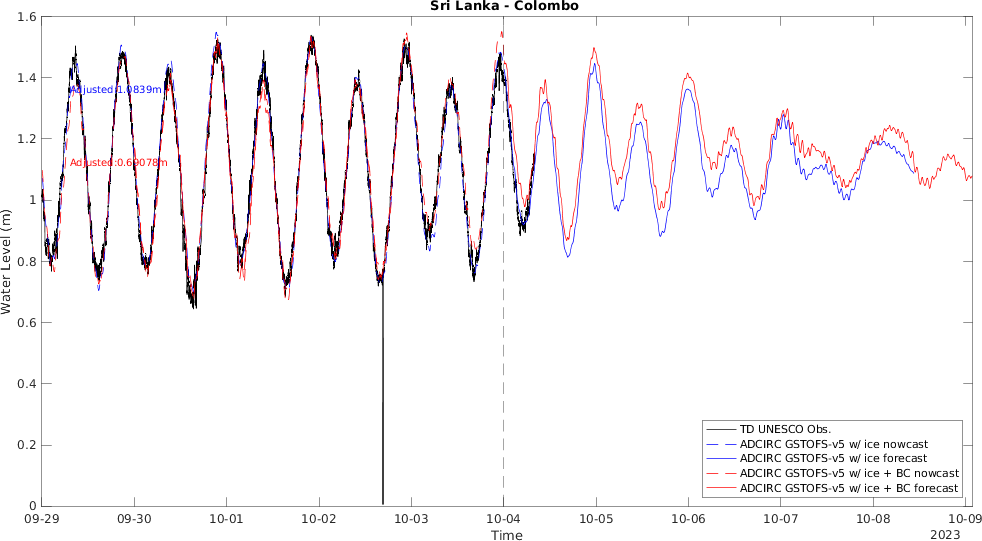 Sri Lanka - Colombo
Water Level (m)
1.6
1.4
1.2
1
0.8
0.6
0.4
0.2
0
Adjusted:1.0839m
Adjusted:0.69078m
TD UNESCO Obs.
ADCIRC GSTOFS-v5 w/ ice nowcast
ADCIRC GSTOFS-v5 w/ ice forecast
ADCIRC GSTOFS-v5 w/ ice + BC nowcast
ADCIRC GSTOFS-v5 w/ ice + BC forecast
09-29 09-30 10-01 10-02 10-03 10-04 10-05 10-06 10-07 10-08 10-09
Time
2023